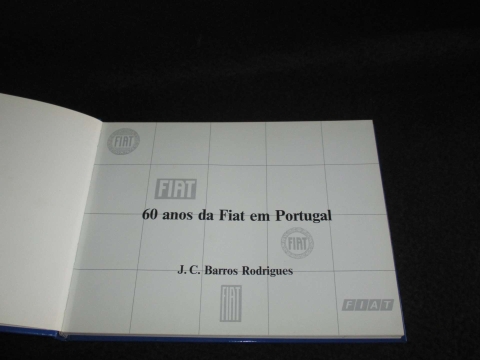 FIAT
FIAT
60 anos da Fiat em Portugal
FIAT
J. C. Barros Rodrigues
FIAT
FIAT